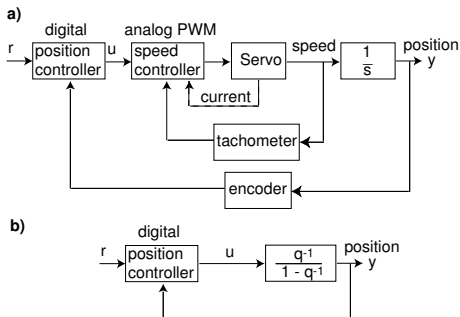 a)
digital
analog PWM
r
position
controller
u
speed
controller
Servo
speed
1
s
position
y
current
tachometer
encoder
b)
digital
r
position
controller
u
q-1
1 - q-1
position
y